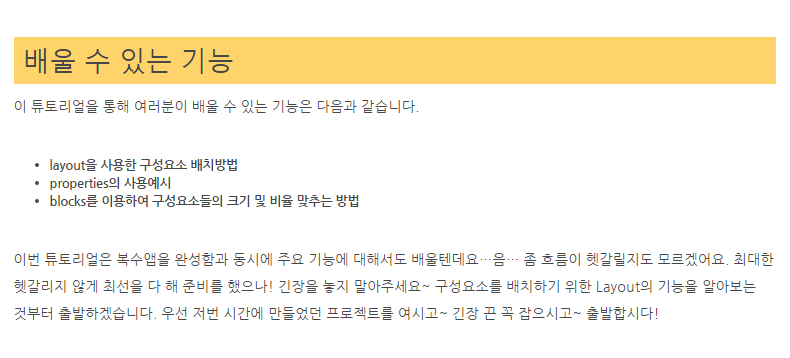 배울 수 있는 기능
이 튜토리얼을 통해 여러분이 배울 수 있는 기능은 다음과 같습니다.
• layout을 사용한 구성요소 배치방법
• properties의 사용예시
• blocks를 이용하여 구성요소들의 크기 및 비율 맞추는 방법
이번 튜토리얼은 복수앱을 완성함과 동시에 주요 기능에 대해서도 배울텐데요…음… 좀 흐름이 헷갈릴지도 모르겠어요. 최대한
헷갈리지 않게 최선을 다 해 준비를 했으나! 긴장을 놓지 말아주세요~ 구성요소를 배치하기 위한 Layout의 기능을 알아보는
것부터 출발하겠습니다. 우선 저번 시간에 만들었던 프로젝트를 여시고~ 긴장 끈 꼭 잡으시고~ 출발합시다!